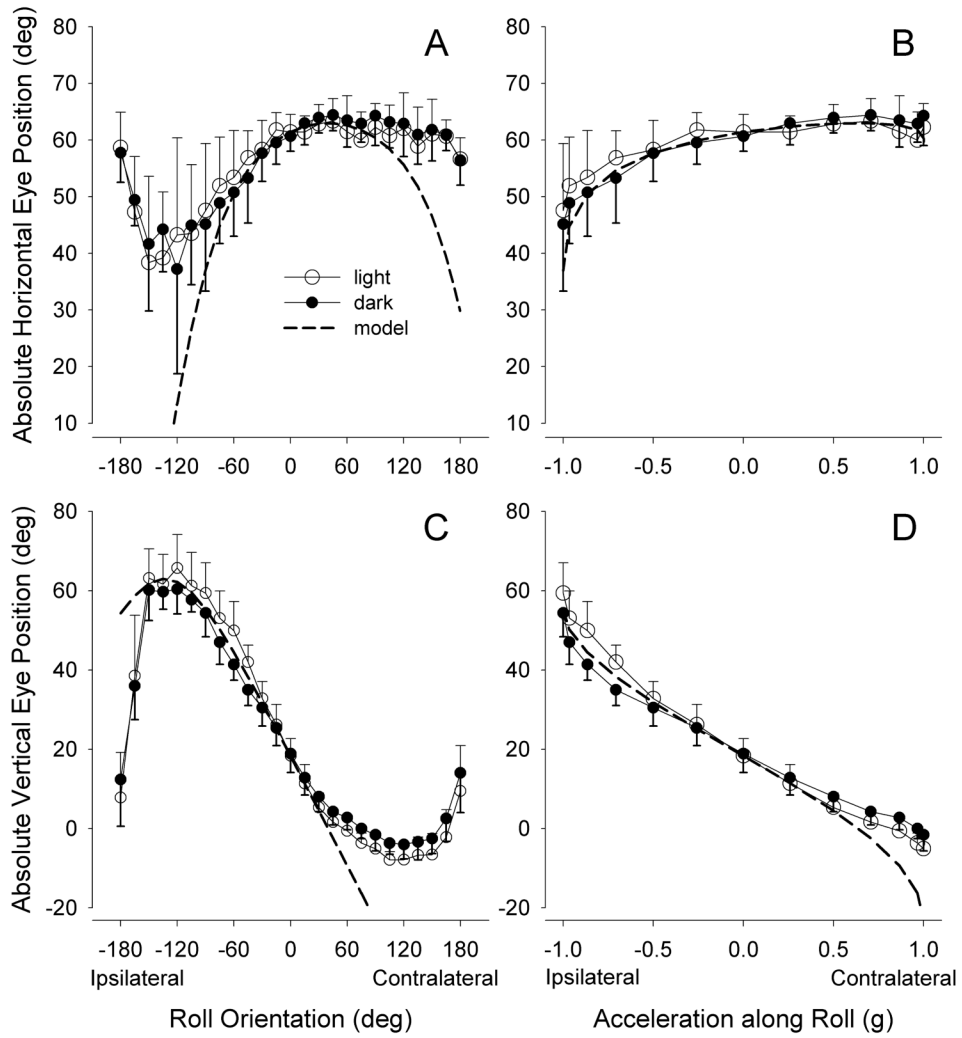 A
B
Absolute Horizontal Eye Position (deg)
80
70
60
50
40
30
20
10
light
dark
model
-180 -120 -60 0 60 120 180
80
70
60
50
40
30
20
10
-1.0 -0.5 0.0 0.5 1.0
C
D
Absolute Vertical Eye Position (deg)
80
60
40
20
0
-20
-180 -120 -60 0 60 120 180
Ipsilateral Contralateral
Roll Orientation (deg)
80
60
40
20
0
-20
-1.0 -0.5 0.0 0.5 1.0
Ipsilateral Contralateral
Acceleration along Roll (g)